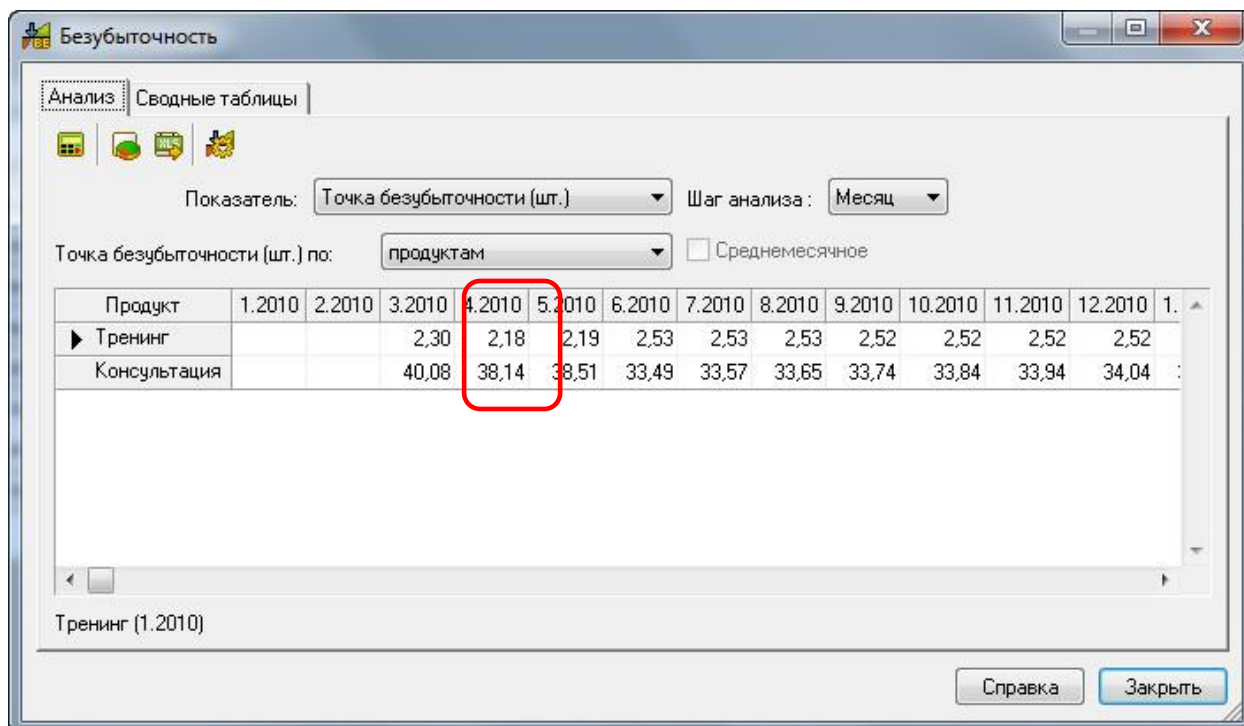 Безубыточность
Анализ Сводные таблицы
Показатель: Точка безубыточности (шт.) Шаг анализа: Месяц
Точка безубыточности (шт.) по: продуктам Среднемесячное
Продукт 1.2010 2.2010 3.2010 4.2010 5.2010 6.2010 7.2010 8.2010 9.2010 10.2010 11.2010 12.2010 1.
Тренинг 2,30 2,18 2,19 2,53 2,53 2,53 2,52 2,52 2,52 2,52
Консультация 40,08 38,14 38,51 33,49 33,57 33,65 33,74 33,84 33,94 34,04
Тренинг (1.2010)
Справка Закрыть